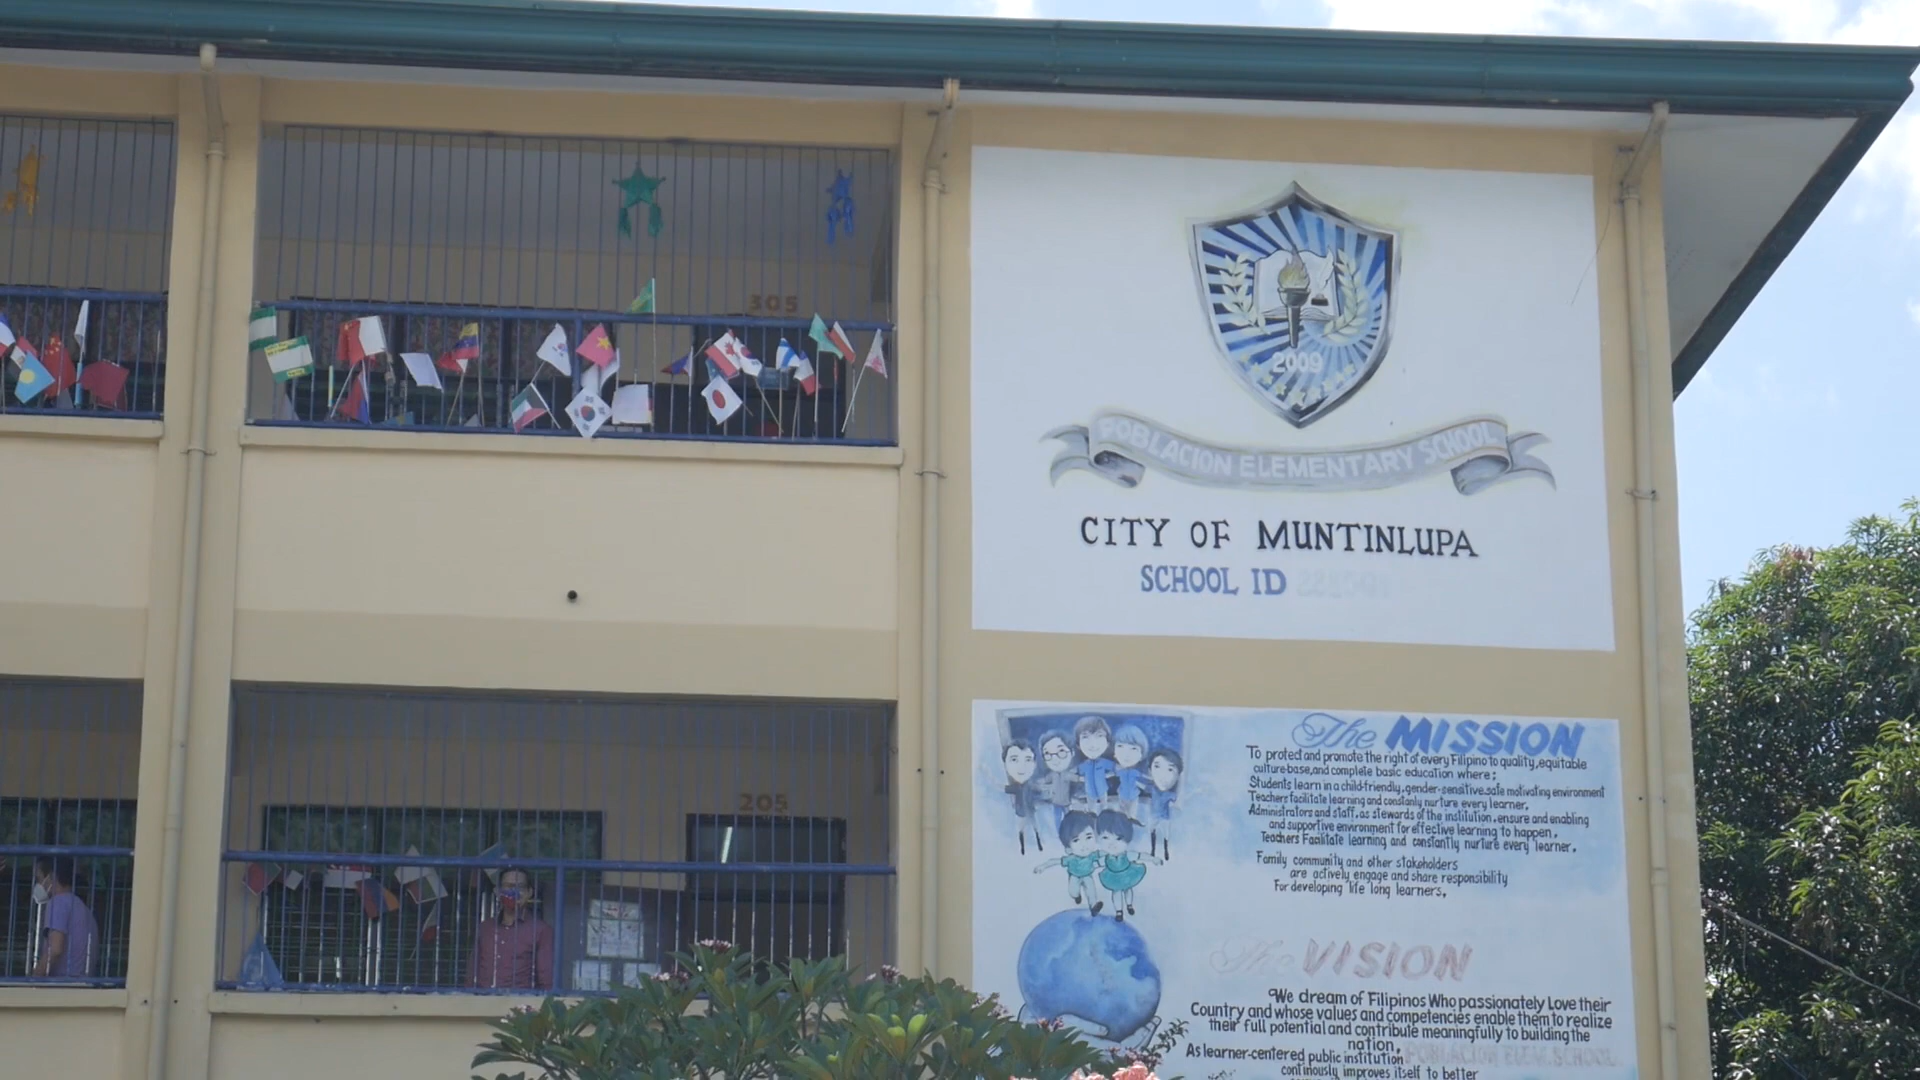 305
2009
POBLACION ELEMENTARY SCHOOL
CITY OF MUNTINLUPA
SCHOOL ID
205
The MISSION
To protect and promote the right of every Filipino to quality, equitable
culture-base, and complete basic education where:
Students learn in a child-friendly, gender-sensitive.safe motivating environment
Teachers facilitate learning and constanly nurture every learner.
Administrators and staff, as stewards of the institution, ensure and enabling
and supportive environment for effective learning to happen.
Teachers Facilitate learning and constantly nurture every learner.
Family community and other stakeholders
are actively engage and share responsibility
For developing life long learners.
The VISION
We dream of Filipinos Who passionately Love their
Country and whose values and competencies enable them to realize
their full potential and contribute meaningfully to building the
nation.
As learner-centered public institution, POBLACION ELEM. SCHOOL
continously improves itself to better